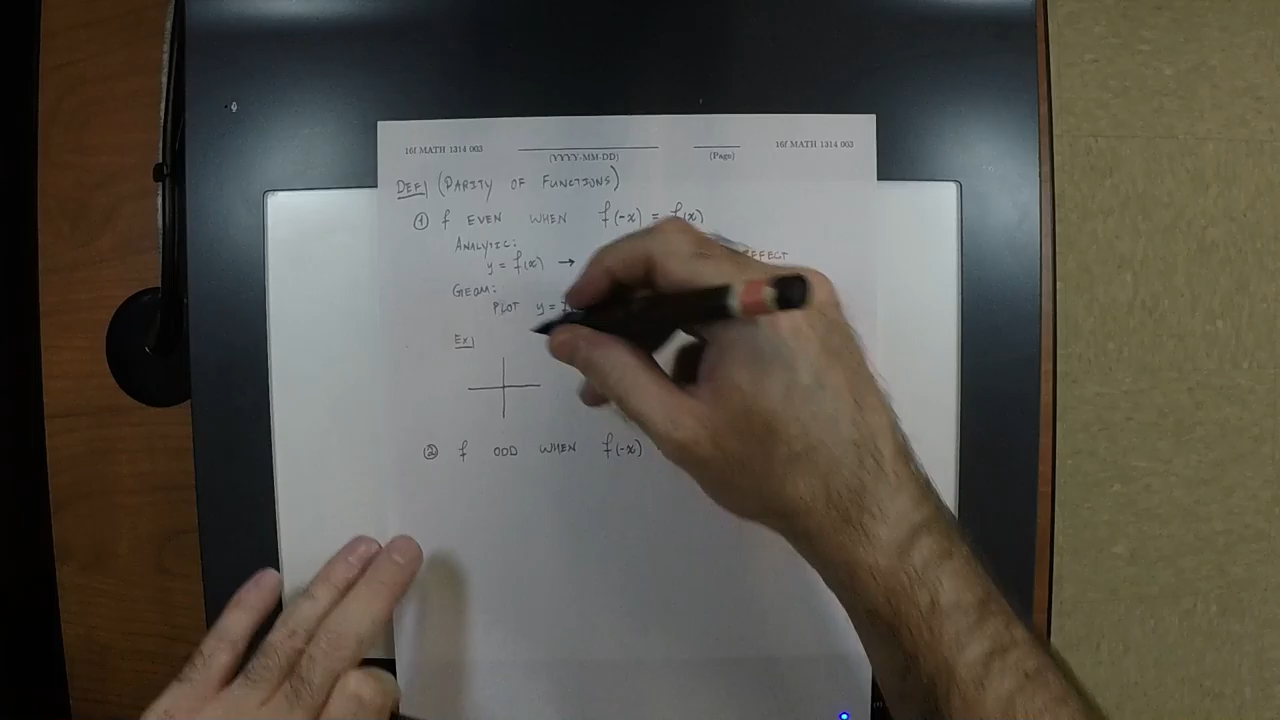 16f MATH 1314 003 (YYYY-MM-DD) (Page) 16f MATH 1314 003
DEF| (PARITY OF FUNCTIONS)
① f EVEN WHEN f(-x) = f(x)
ANALYTIC:
y = f(x) →
GEOM:
PLOT y =
Ex|
② f ODD WHEN f(-x)